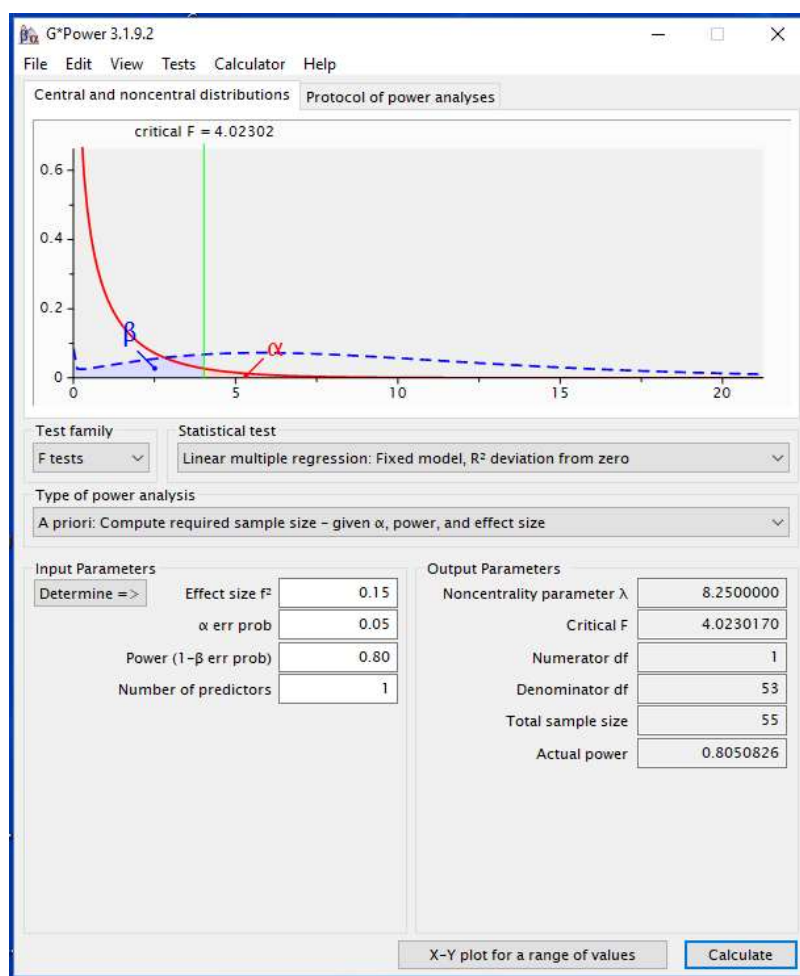 G*Power 3.1.9.2
File Edit View Tests Calculator Help
Central and noncentral distributions Protocol of power analyses
critical F = 4.02302
0.6
0.4
0.2
0
β
α
0 5 10 15 20
Test family Statistical test
F tests Linear multiple regression: Fixed model, R² deviation from zero
Type of power analysis
A priori: Compute required sample size – given α, power, and effect size
Input Parameters Output Parameters
Determine => Effect size f² 0.15 Noncentrality parameter λ 8.2500000
α err prob 0.05 Critical F 4.0230170
Power (1–β err prob) 0.80 Numerator df 1
Number of predictors 1 Denominator df 53
Total sample size 55
Actual power 0.8050826
X–Y plot for a range of values Calculate